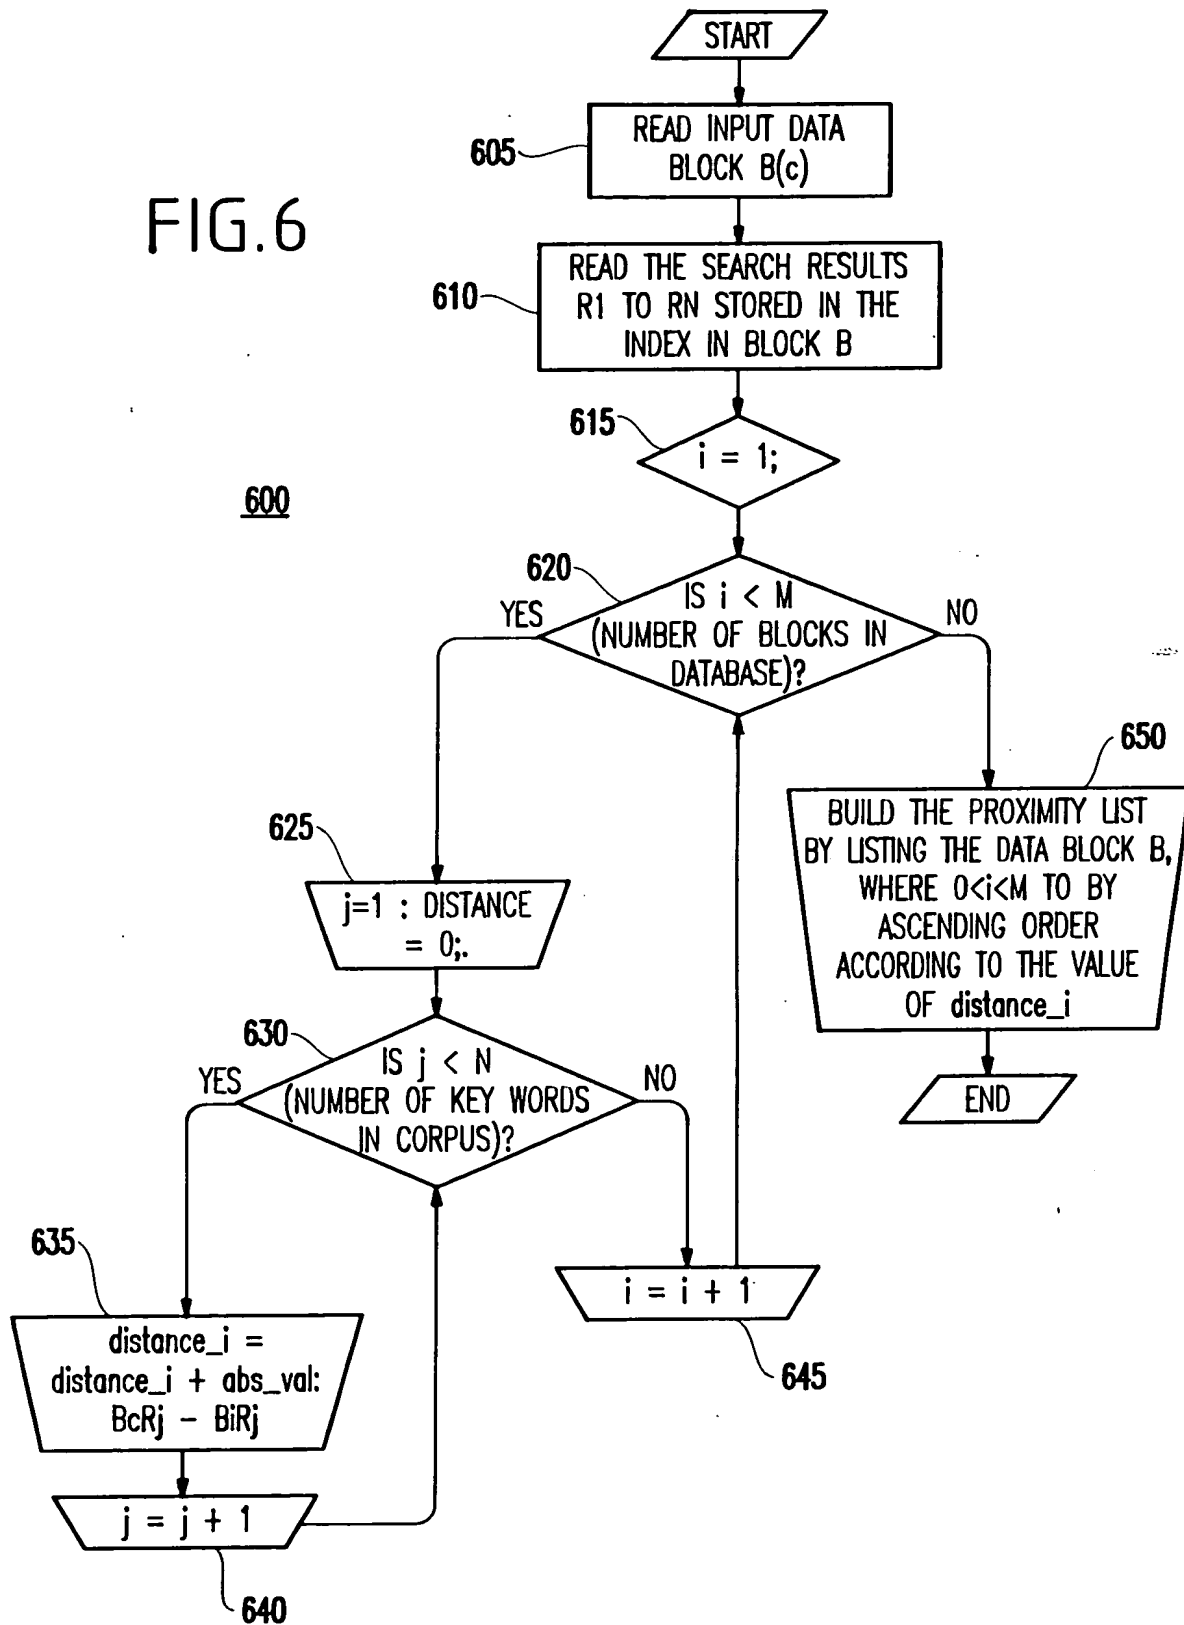 START
605
READ INPUT DATA
BLOCK B(c)
FIG.6
610
READ THE SEARCH RESULTS
R1 TO RN STORED IN THE
INDEX IN BLOCK B
615
i = 1;
600
620
IS i < M
(NUMBER OF BLOCKS IN
DATABASE)?
YES
NO
650
BUILD THE PROXIMITY LIST
BY LISTING THE DATA BLOCK B,
WHERE 0<i<M TO BY
ASCENDING ORDER
ACCORDING TO THE VALUE
OF distance_i
END
625
j=1 : DISTANCE
= 0;.
630
IS j < N
(NUMBER OF KEY WORDS
IN CORPUS)?
YES
NO
635
distance_i =
distance_i + abs_val:
BcRj - BiRj
i = i + 1
645
j = j + 1
640